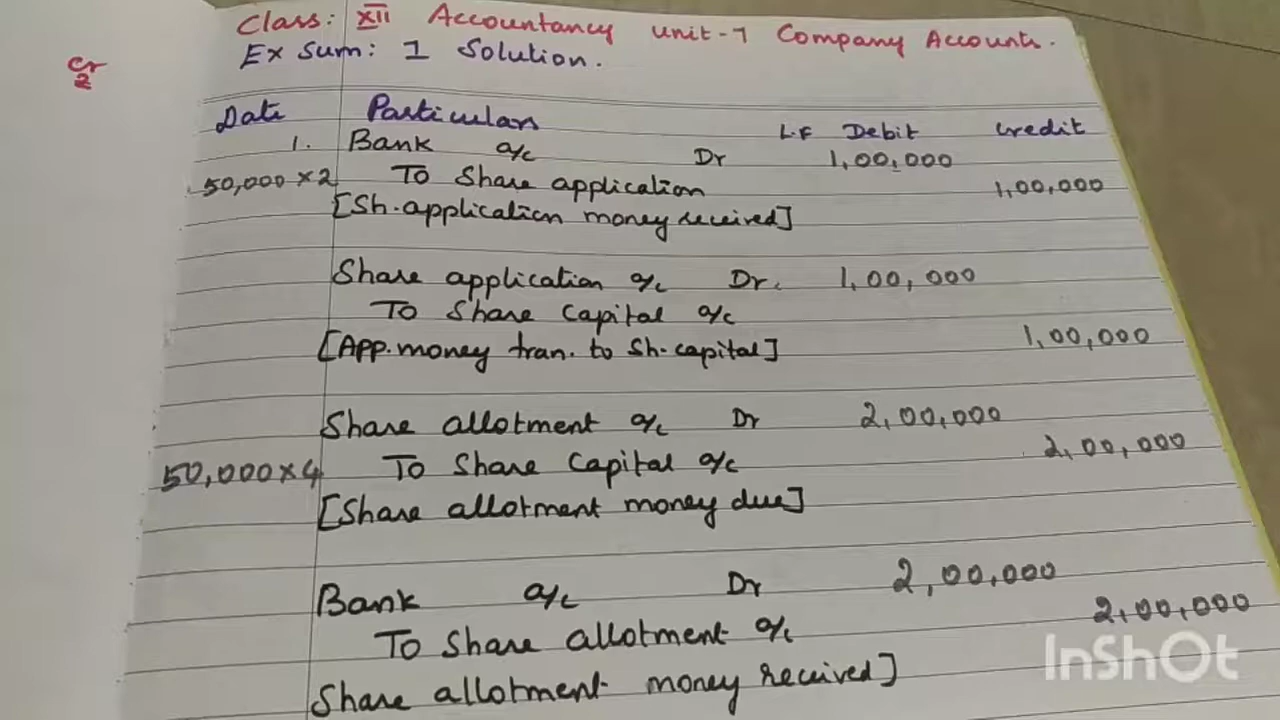 Class: XII Accountancy unit-7 Company Accounts.
Ex Sum: 1 Solution.
Cr
2
Date Particulars L.F Debit Credit
1. Bank a/c Dr 1,00,000
50,000 × 2 To Share application 1,00,000
[Sh. application money received]
Share application a/c Dr. 1,00,000
To Share Capital a/c
[App. money tran. to Sh. capital] 1,00,000
Share allotment a/c Dr 2,00,000
50,000 × 4 To Share Capital a/c 2,00,000
[Share allotment money due]
Bank a/c Dr 2,00,000
To Share allotment a/c 2,00,000
Share allotment money received]
InShOt